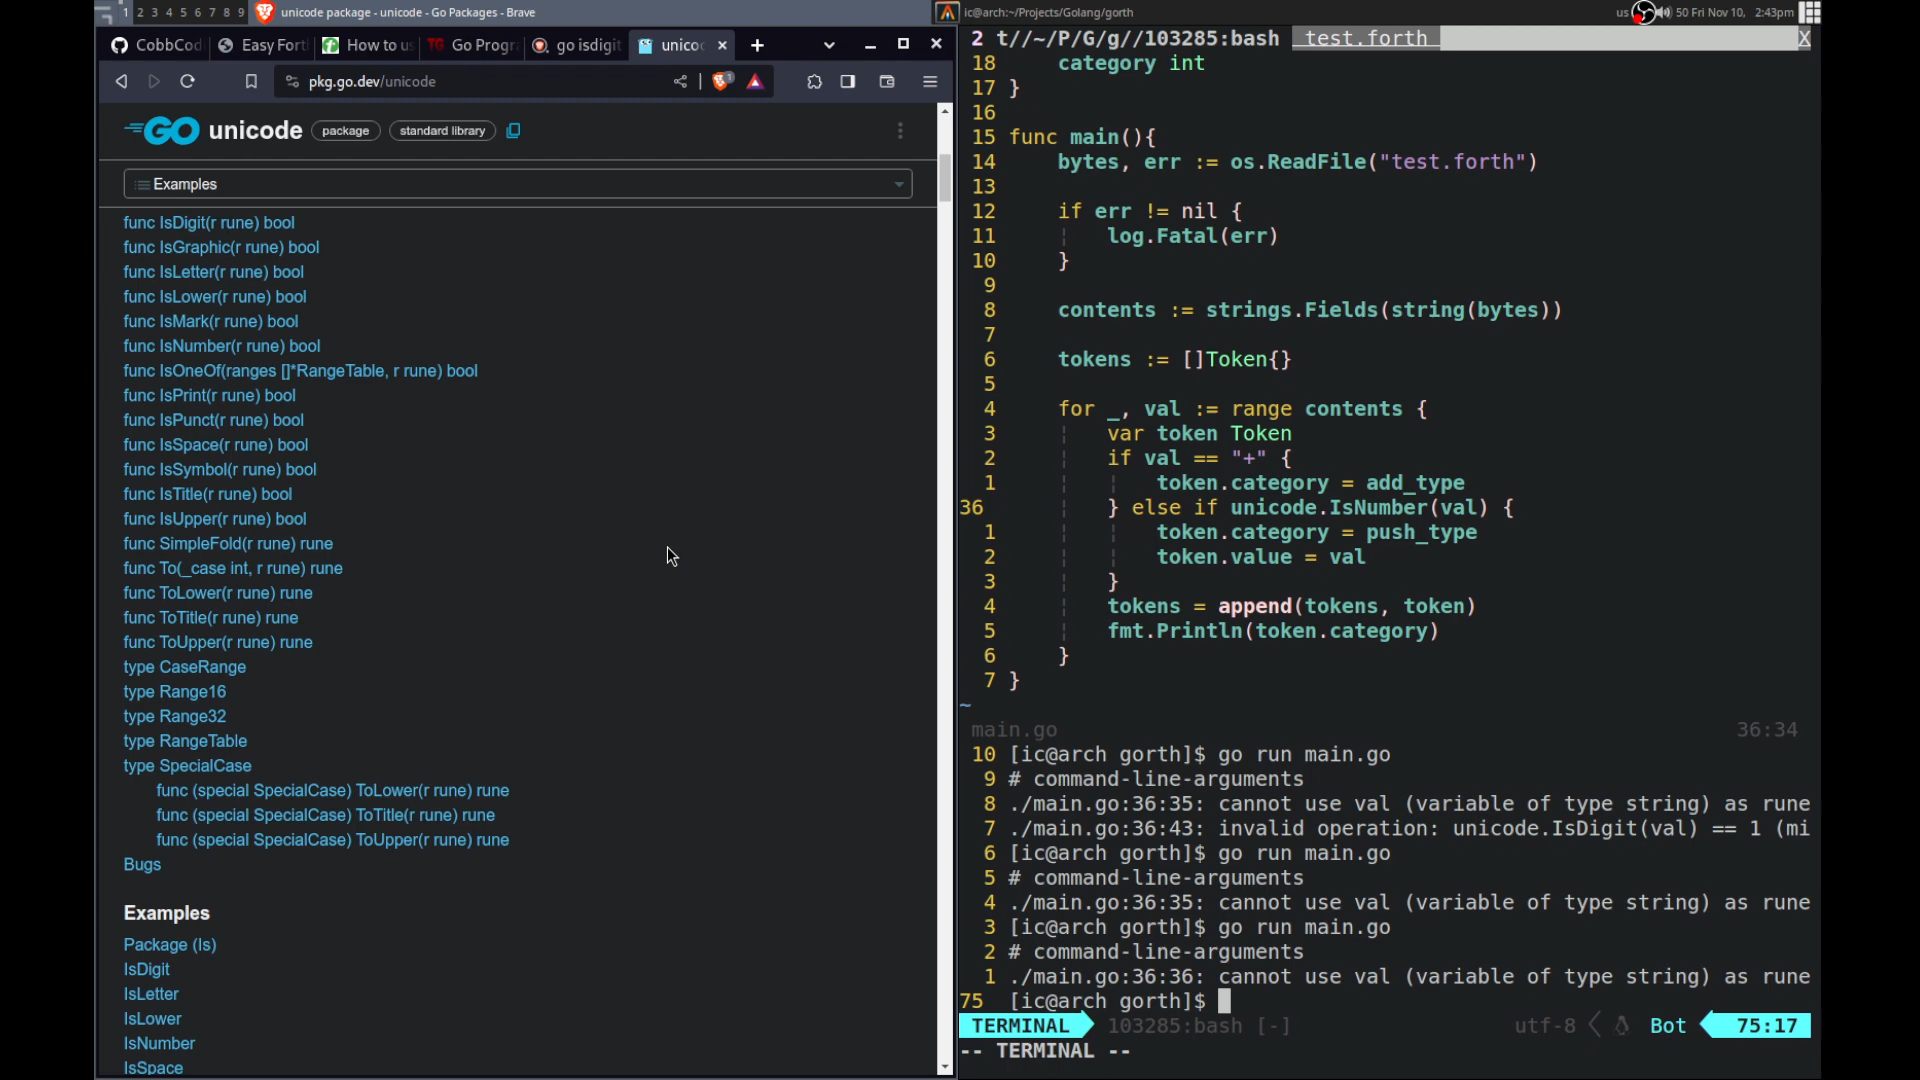 1 2 3 4 5 6 7 8 9 unicode package - unicode - Go Packages - Brave
ic@arch:~/Projects/Golang/gorth
us 50 Fri Nov 10, 2:43pm
CobbCod Easy Fort How to us Go Progr go isdigit unico
pkg.go.dev/unicode
GO unicode package standard library
Examples
func IsDigit(r rune) bool
func IsGraphic(r rune) bool
func IsLetter(r rune) bool
func IsLower(r rune) bool
func IsMark(r rune) bool
func IsNumber(r rune) bool
func IsOneOf(ranges []*RangeTable, r rune) bool
func IsPrint(r rune) bool
func IsPunct(r rune) bool
func IsSpace(r rune) bool
func IsSymbol(r rune) bool
func IsTitle(r rune) bool
func IsUpper(r rune) bool
func SimpleFold(r rune) rune
func To(_case int, r rune) rune
func ToLower(r rune) rune
func ToTitle(r rune) rune
func ToUpper(r rune) rune
type CaseRange
type Range16
type Range32
type RangeTable
type SpecialCase
func (special SpecialCase) ToLower(r rune) rune
func (special SpecialCase) ToTitle(r rune) rune
func (special SpecialCase) ToUpper(r rune) rune
Bugs
Examples
Package (Is)
IsDigit
IsLetter
IsLower
IsNumber
IsSpace
2 t//~/P/G/g//103285:bash test.forth X
18 category int
17 }
16
15 func main(){
14 bytes, err := os.ReadFile("test.forth")
13
12 if err != nil {
11 log.Fatal(err)
10 }
9
8 contents := strings.Fields(string(bytes))
7
6 tokens := []Token{}
5
4 for _, val := range contents {
3 var token Token
2 if val == "+" {
1 token.category = add_type
36 } else if unicode.IsNumber(val) {
1 token.category = push_type
2 token.value = val
3 }
4 tokens = append(tokens, token)
5 fmt.Println(token.category)
6 }
7 }
~
main.go 36:34
10 [ic@arch gorth]$ go run main.go
9 # command-line-arguments
8 ./main.go:36:35: cannot use val (variable of type string) as rune
7 ./main.go:36:43: invalid operation: unicode.IsDigit(val) == 1 (mi
6 [ic@arch gorth]$ go run main.go
5 # command-line-arguments
4 ./main.go:36:35: cannot use val (variable of type string) as rune
3 [ic@arch gorth]$ go run main.go
2 # command-line-arguments
1 ./main.go:36:36: cannot use val (variable of type string) as rune
75 [ic@arch gorth]$
TERMINAL 103285:bash [-] utf-8 Bot 75:17
-- TERMINAL --